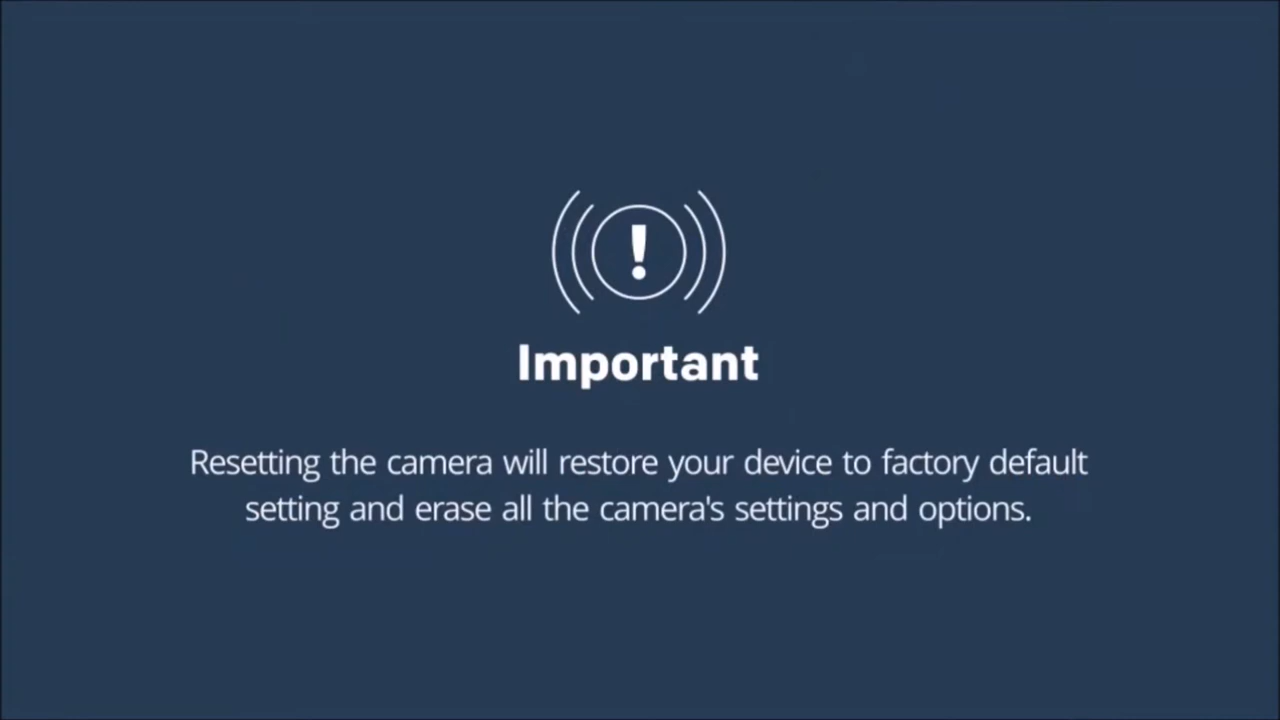 Important
Resetting the camera will restore your device to factory default
setting and erase all the camera's settings and options.